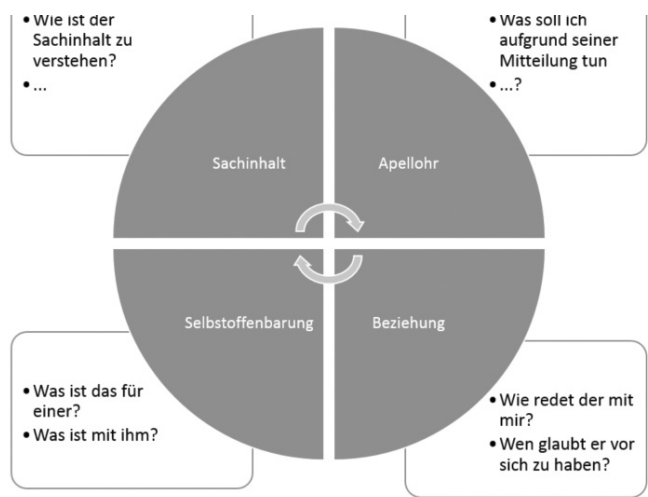 • Wie ist der
Sachinhalt zu
verstehen?
• ...
• Was soll ich
aufgrund seiner
Mitteilung tun
• ...?
Sachinhalt
Apellohr
Selbstoffenbarung
Beziehung
• Was ist das für
einer?
• Was ist mit ihm?
• Wie redet der mit
mir?
• Wen glaubt er vor
sich zu haben?